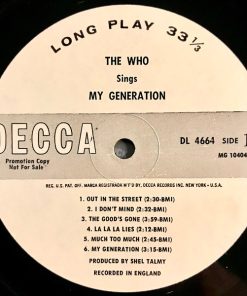 LONG PLAY 33 1/3
THE WHO
Sings
MY GENERATION
DECCA
Promotion Copy
Not For Sale
DL 4664 SIDE 1
MG 10404
REG. U.S. PAT. OFF. MARCA REGISTRADA M'F'D BY, DECCA RECORDS INC. NEW YORK - U.S.A.
1. OUT IN THE STREET (2:30-BMI)
2. I DON'T MIND (2:32-BMI)
3. THE GOOD'S GONE (3:59-BMI)
4. LA LA LA LIES (2:12-BMI)
5. MUCH TOO MUCH (2:45-BMI)
6. MY GENERATION (3:15-BMI)
PRODUCED BY SHEL TALMY
RECORDED IN ENGLAND